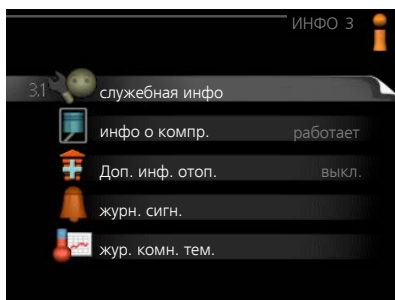 ИНФО 3
3.1 служебная инфо
инфо о компр. работает
Доп. инф. отоп. выкл.
журн. сигн.
жур. комн. тем.